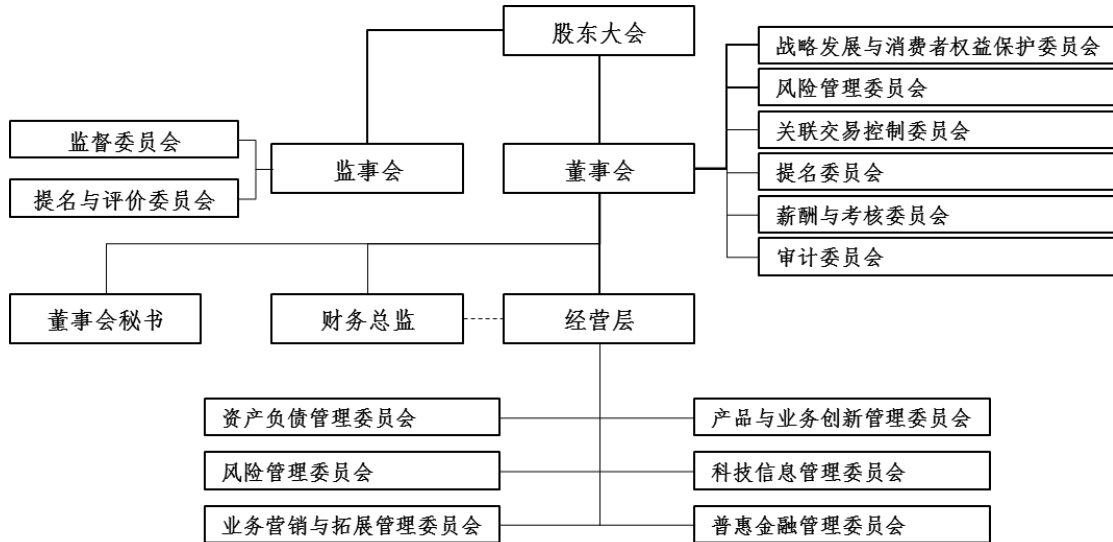 股东大会
战略发展与消费者权益保护委员会
风险管理委员会
关联交易控制委员会
提名委员会
薪酬与考核委员会
审计委员会
监督委员会
提名与评价委员会
监事会
董事会
董事会秘书
财务总监
经营层
资产负债管理委员会
产品与业务创新管理委员会
风险管理委员会
科技信息管理委员会
业务营销与拓展管理委员会
普惠金融管理委员会